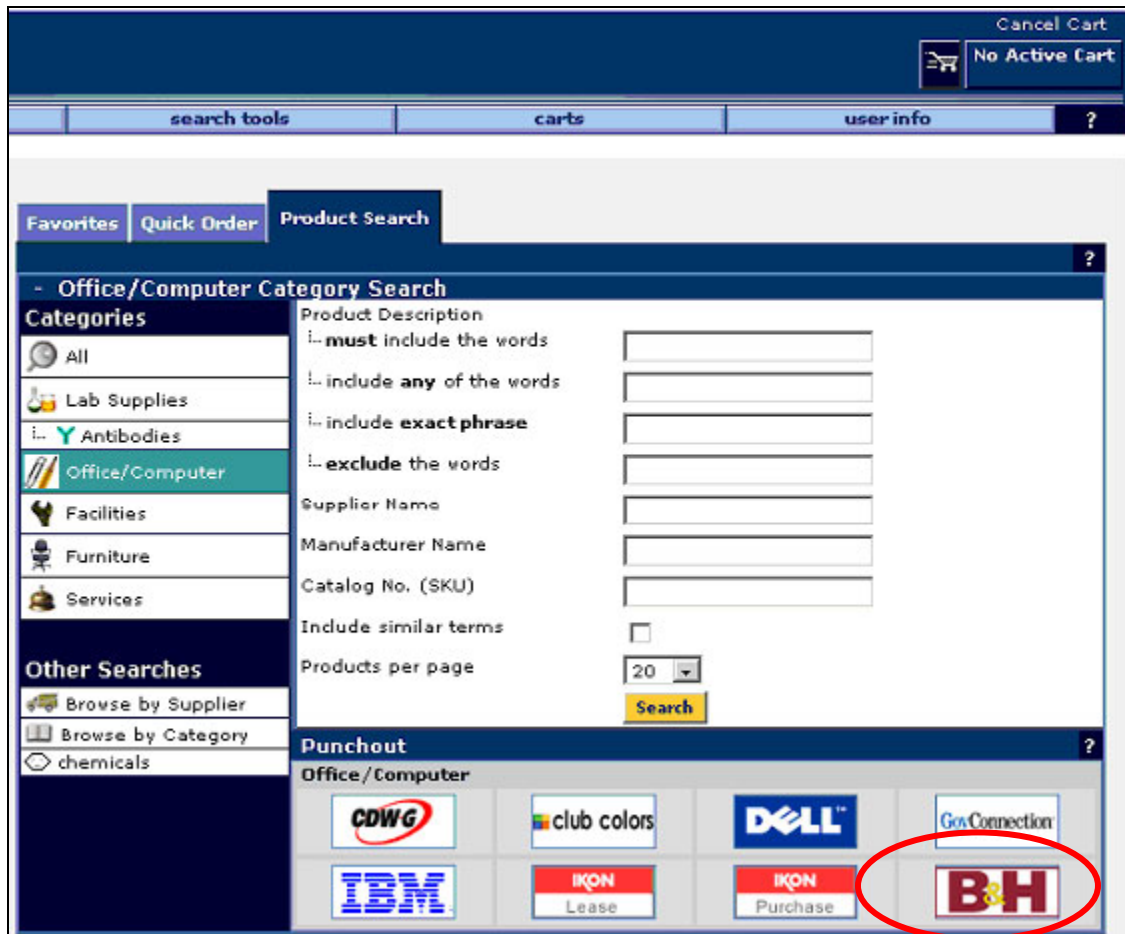 Cancel Cart
No Active Cart
search tools carts user info ?
Favorites Quick Order Product Search
?
- Office/Computer Category Search
Categories
All
Lab Supplies
Antibodies
Office/Computer
Facilities
Furniture
Services
Other Searches
Browse by Supplier
Browse by Category
chemicals
Product Description
must include the words
include any of the words
include exact phrase
exclude the words
Supplier Name
Manufacturer Name
Catalog No. (SKU)
Include similar terms
Products per page 20
Search
Punchout ?
Office/Computer
CDW·G club colors DELL™ GovConnection
IBM IKON Lease IKON Purchase B&H